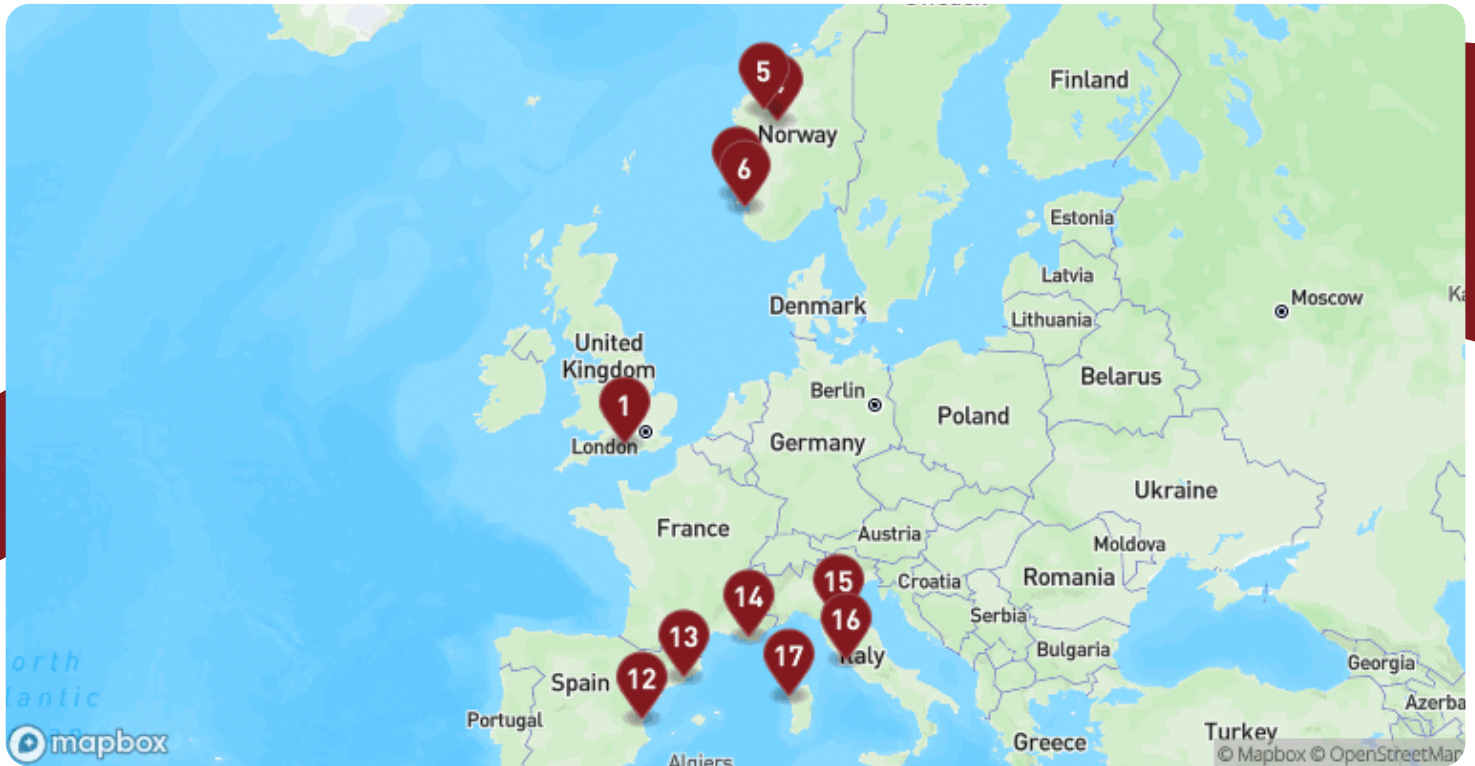 5
Finland
Norway
6
Estonia
Latvia
Moscow
Denmark
Lithuania
United
Kingdom
Belarus
Berlin
1
Poland
London
Germany
Ukraine
France
Austria
Moldova
15
Croatia
Romania
14
16
Serbia
13
17
Italy
Bulgaria
Georgia
12
Spain
Portugal
Azerba
Turkey
Greece
mapbox
© Mapbox © OpenStreetMap